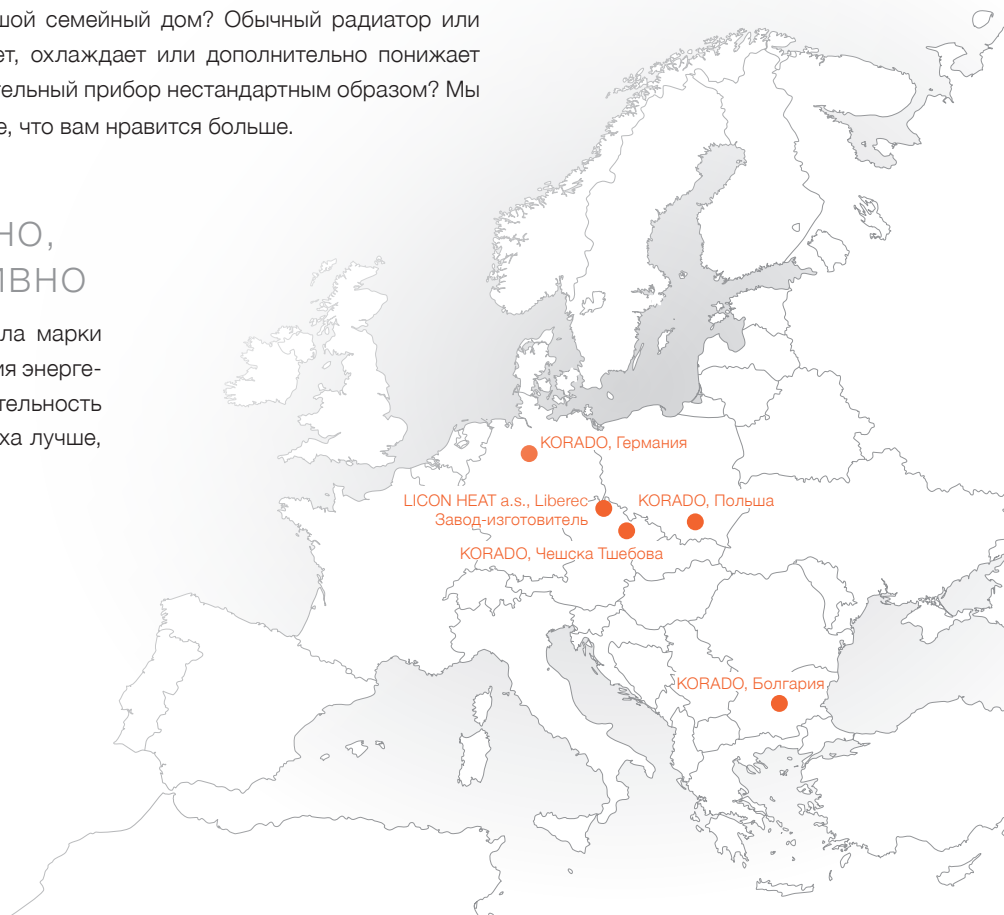 шой семейный дом? Обычный радиатор или
ет, охлаждает или дополнительно понижает
тельный прибор нестандартным образом? Мы
е, что вам нравится больше.
НО,
ИВНО
ла марки
ия энерге-
тельность
ха лучше,
KORADO, Германия
LICON HEAT a.s., Liberec
Завод-изготовитель
KORADO, Польша
KORADO, Чешска Тшебова
KORADO, Болгария